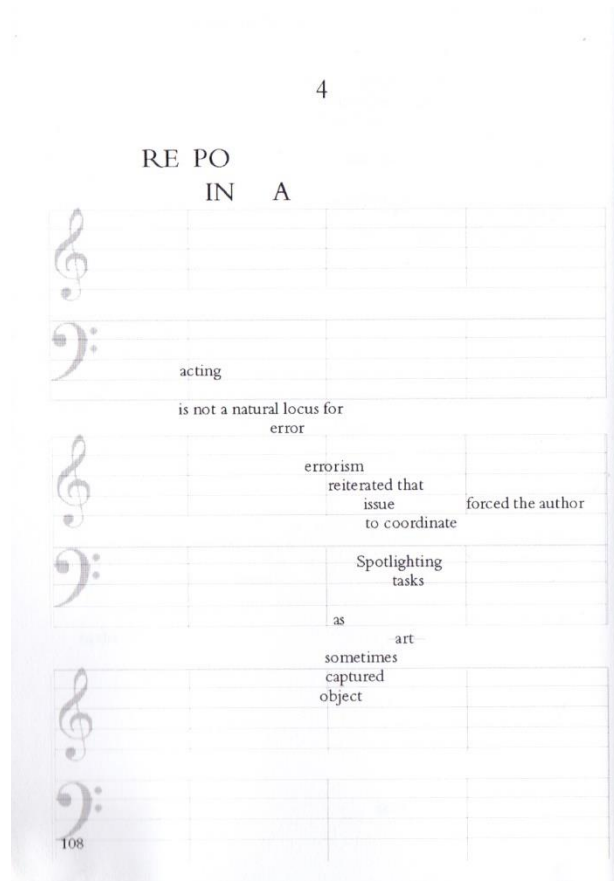 4
RE PO
IN A
acting
is not a natural locus for
error
errorism
reiterated that
issue forced the author
to coordinate
Spotlighting
tasks
as
art
sometimes
captured
object
108